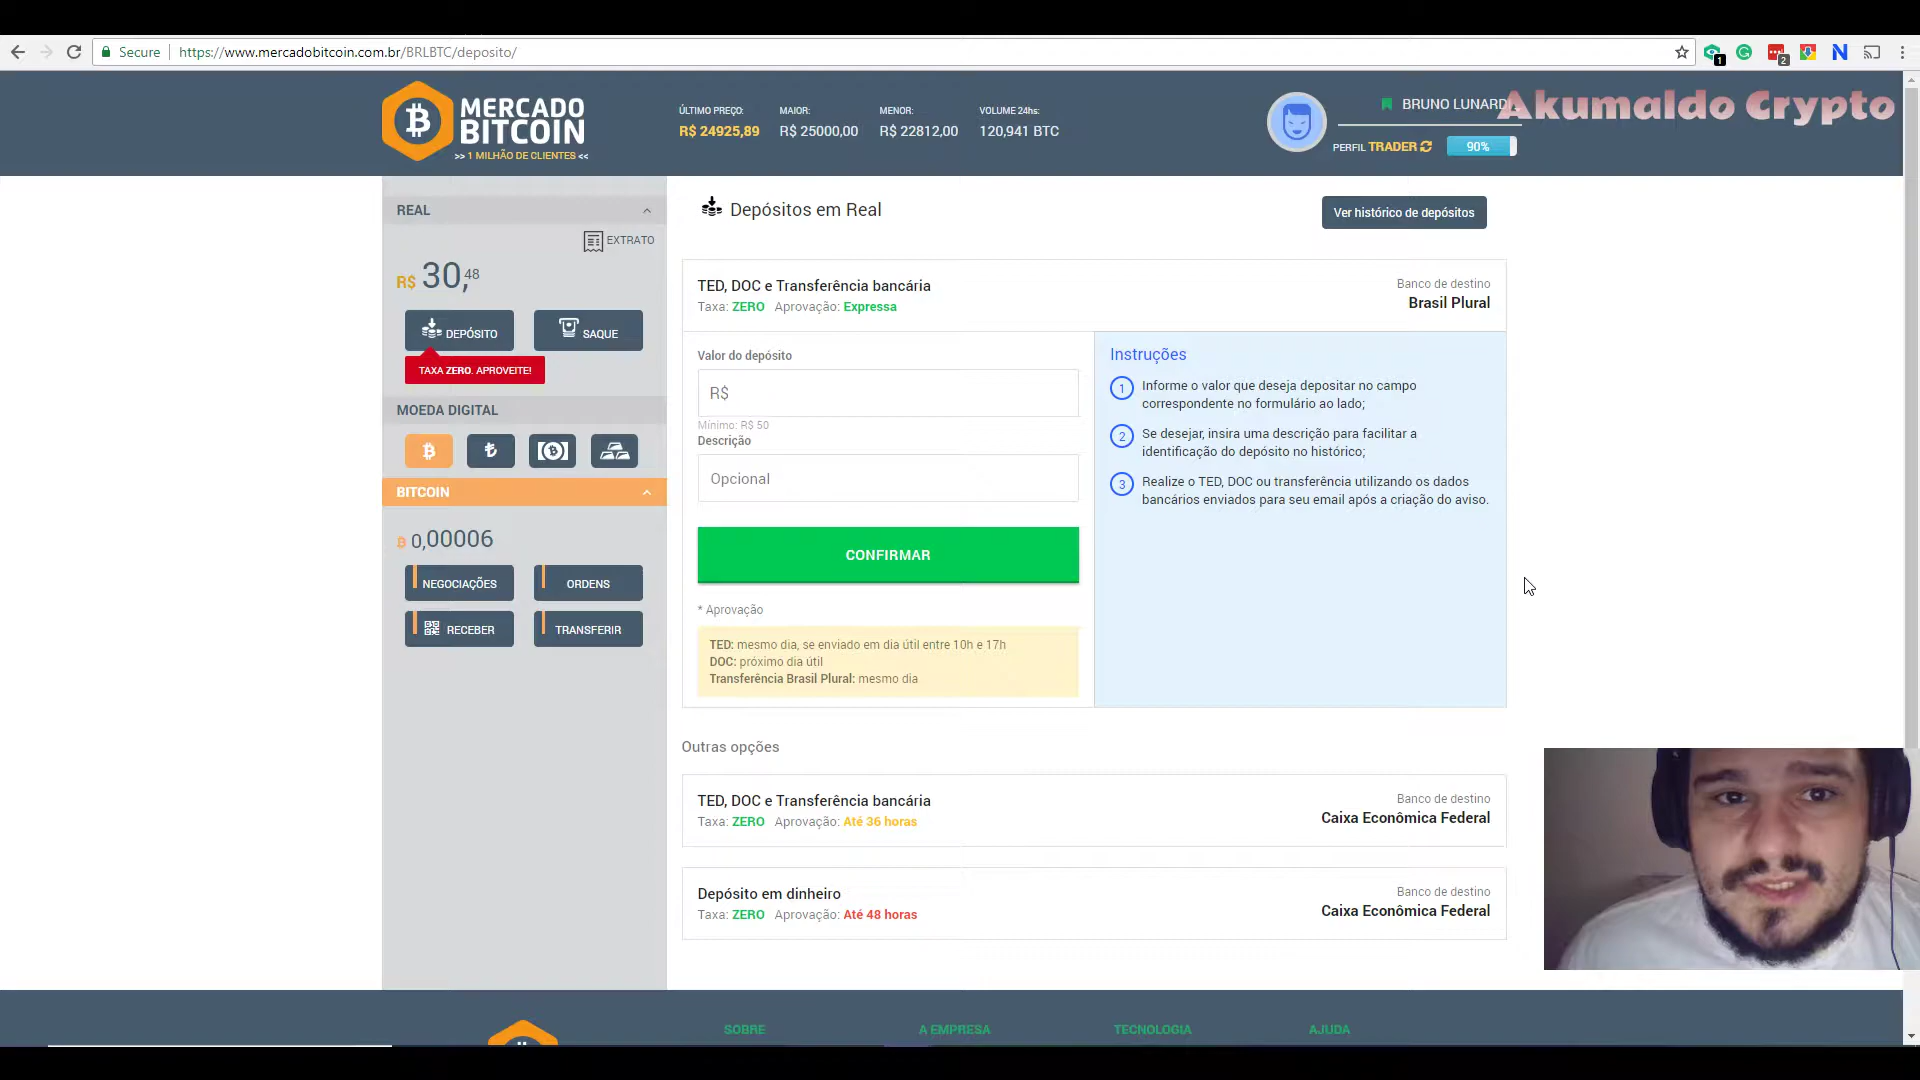 Secure https://www.mercadobitcoin.com.br/BRLBTC/deposito/
1
2
N
MERCADO
BITCOIN
>> 1 MILHÃO DE CLIENTES <<
ÚLTIMO PREÇO:
R$ 24925,89
MAIOR:
R$ 25000,00
MENOR:
R$ 22812,00
VOLUME 24hs:
120,941 BTC
BRUNO LUNARDI
PERFIL TRADER
90%
Akumaldo Crypto
REAL
EXTRATO
R$ 30,48
DEPÓSITO
SAQUE
TAXA ZERO. APROVEITE!
MOEDA DIGITAL
BITCOIN
0,00006
NEGOCIAÇÕES
ORDENS
RECEBER
TRANSFERIR
Depósitos em Real
Ver histórico de depósitos
TED, DOC e Transferência bancária
Taxa: ZERO Aprovação: Expressa
Banco de destino
Brasil Plural
Valor do depósito
R$
Mínimo: R$ 50
Descrição
Opcional
CONFIRMAR
* Aprovação
TED: mesmo dia, se enviado em dia útil entre 10h e 17h
DOC: próximo dia útil
Transferência Brasil Plural: mesmo dia
Instruções
1 Informe o valor que deseja depositar no campo
correspondente no formulário ao lado;
2 Se desejar, insira uma descrição para facilitar a
identificação do depósito no histórico;
3 Realize o TED, DOC ou transferência utilizando os dados
bancários enviados para seu email após a criação do aviso.
Outras opções
TED, DOC e Transferência bancária
Taxa: ZERO Aprovação: Até 36 horas
Banco de destino
Caixa Econômica Federal
Depósito em dinheiro
Taxa: ZERO Aprovação: Até 48 horas
Banco de destino
Caixa Econômica Federal
SOBRE
A EMPRESA
TECNOLOGIA
AJUDA